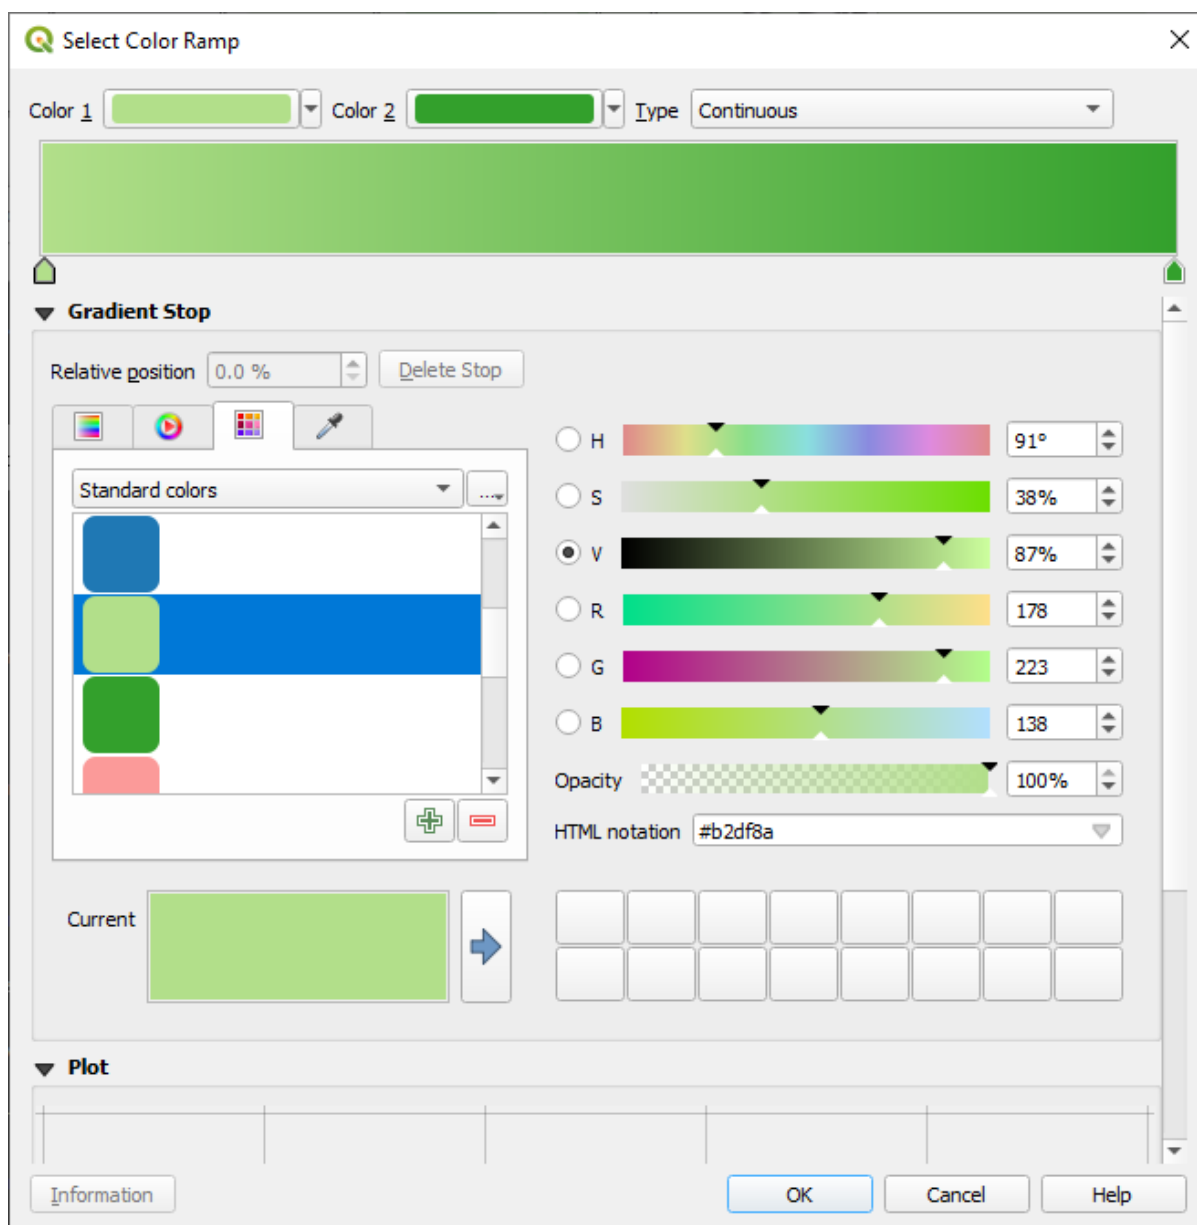 Select Color Ramp
Color 1 Color 2 Type Continuous
Gradient Stop
Relative position 0.0 % Delete Stop
H 91°
Standard colors ...
S 38%
V 87%
R 178
G 223
B 138
Opacity 100%
HTML notation #b2df8a
Current
Plot
Information OK Cancel Help